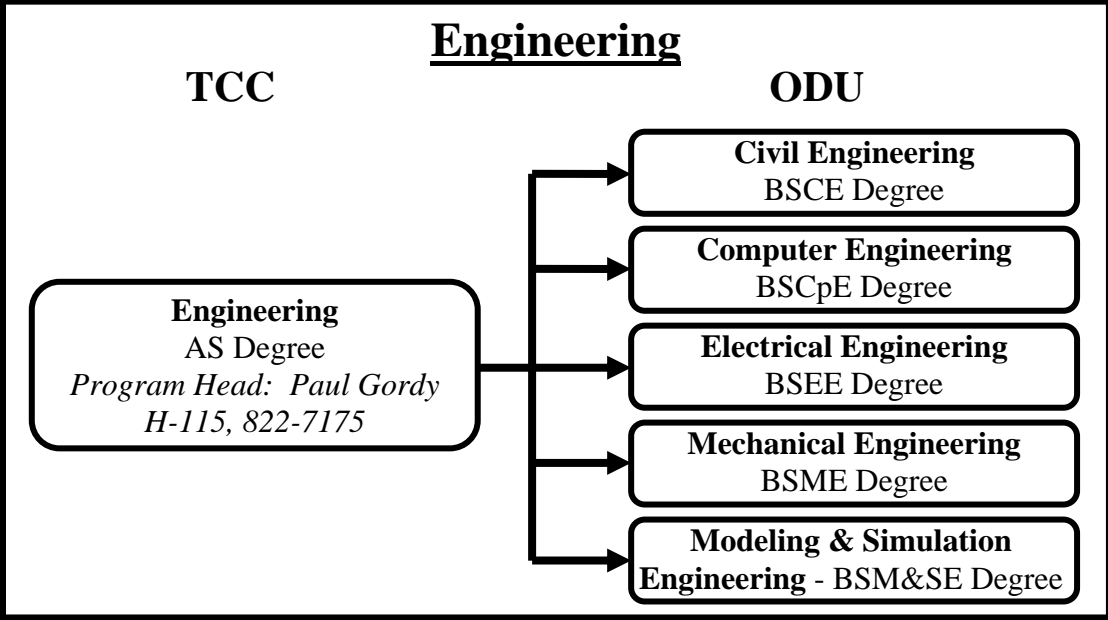 Engineering
TCC
ODU
Engineering
AS Degree
Program Head:  Paul Gordy
H-115, 822-7175
Civil Engineering
BSCE Degree
Computer Engineering
BSCpE Degree
Electrical Engineering
BSEE Degree
Mechanical Engineering
BSME Degree
Modeling & Simulation
Engineering - BSM&SE Degree